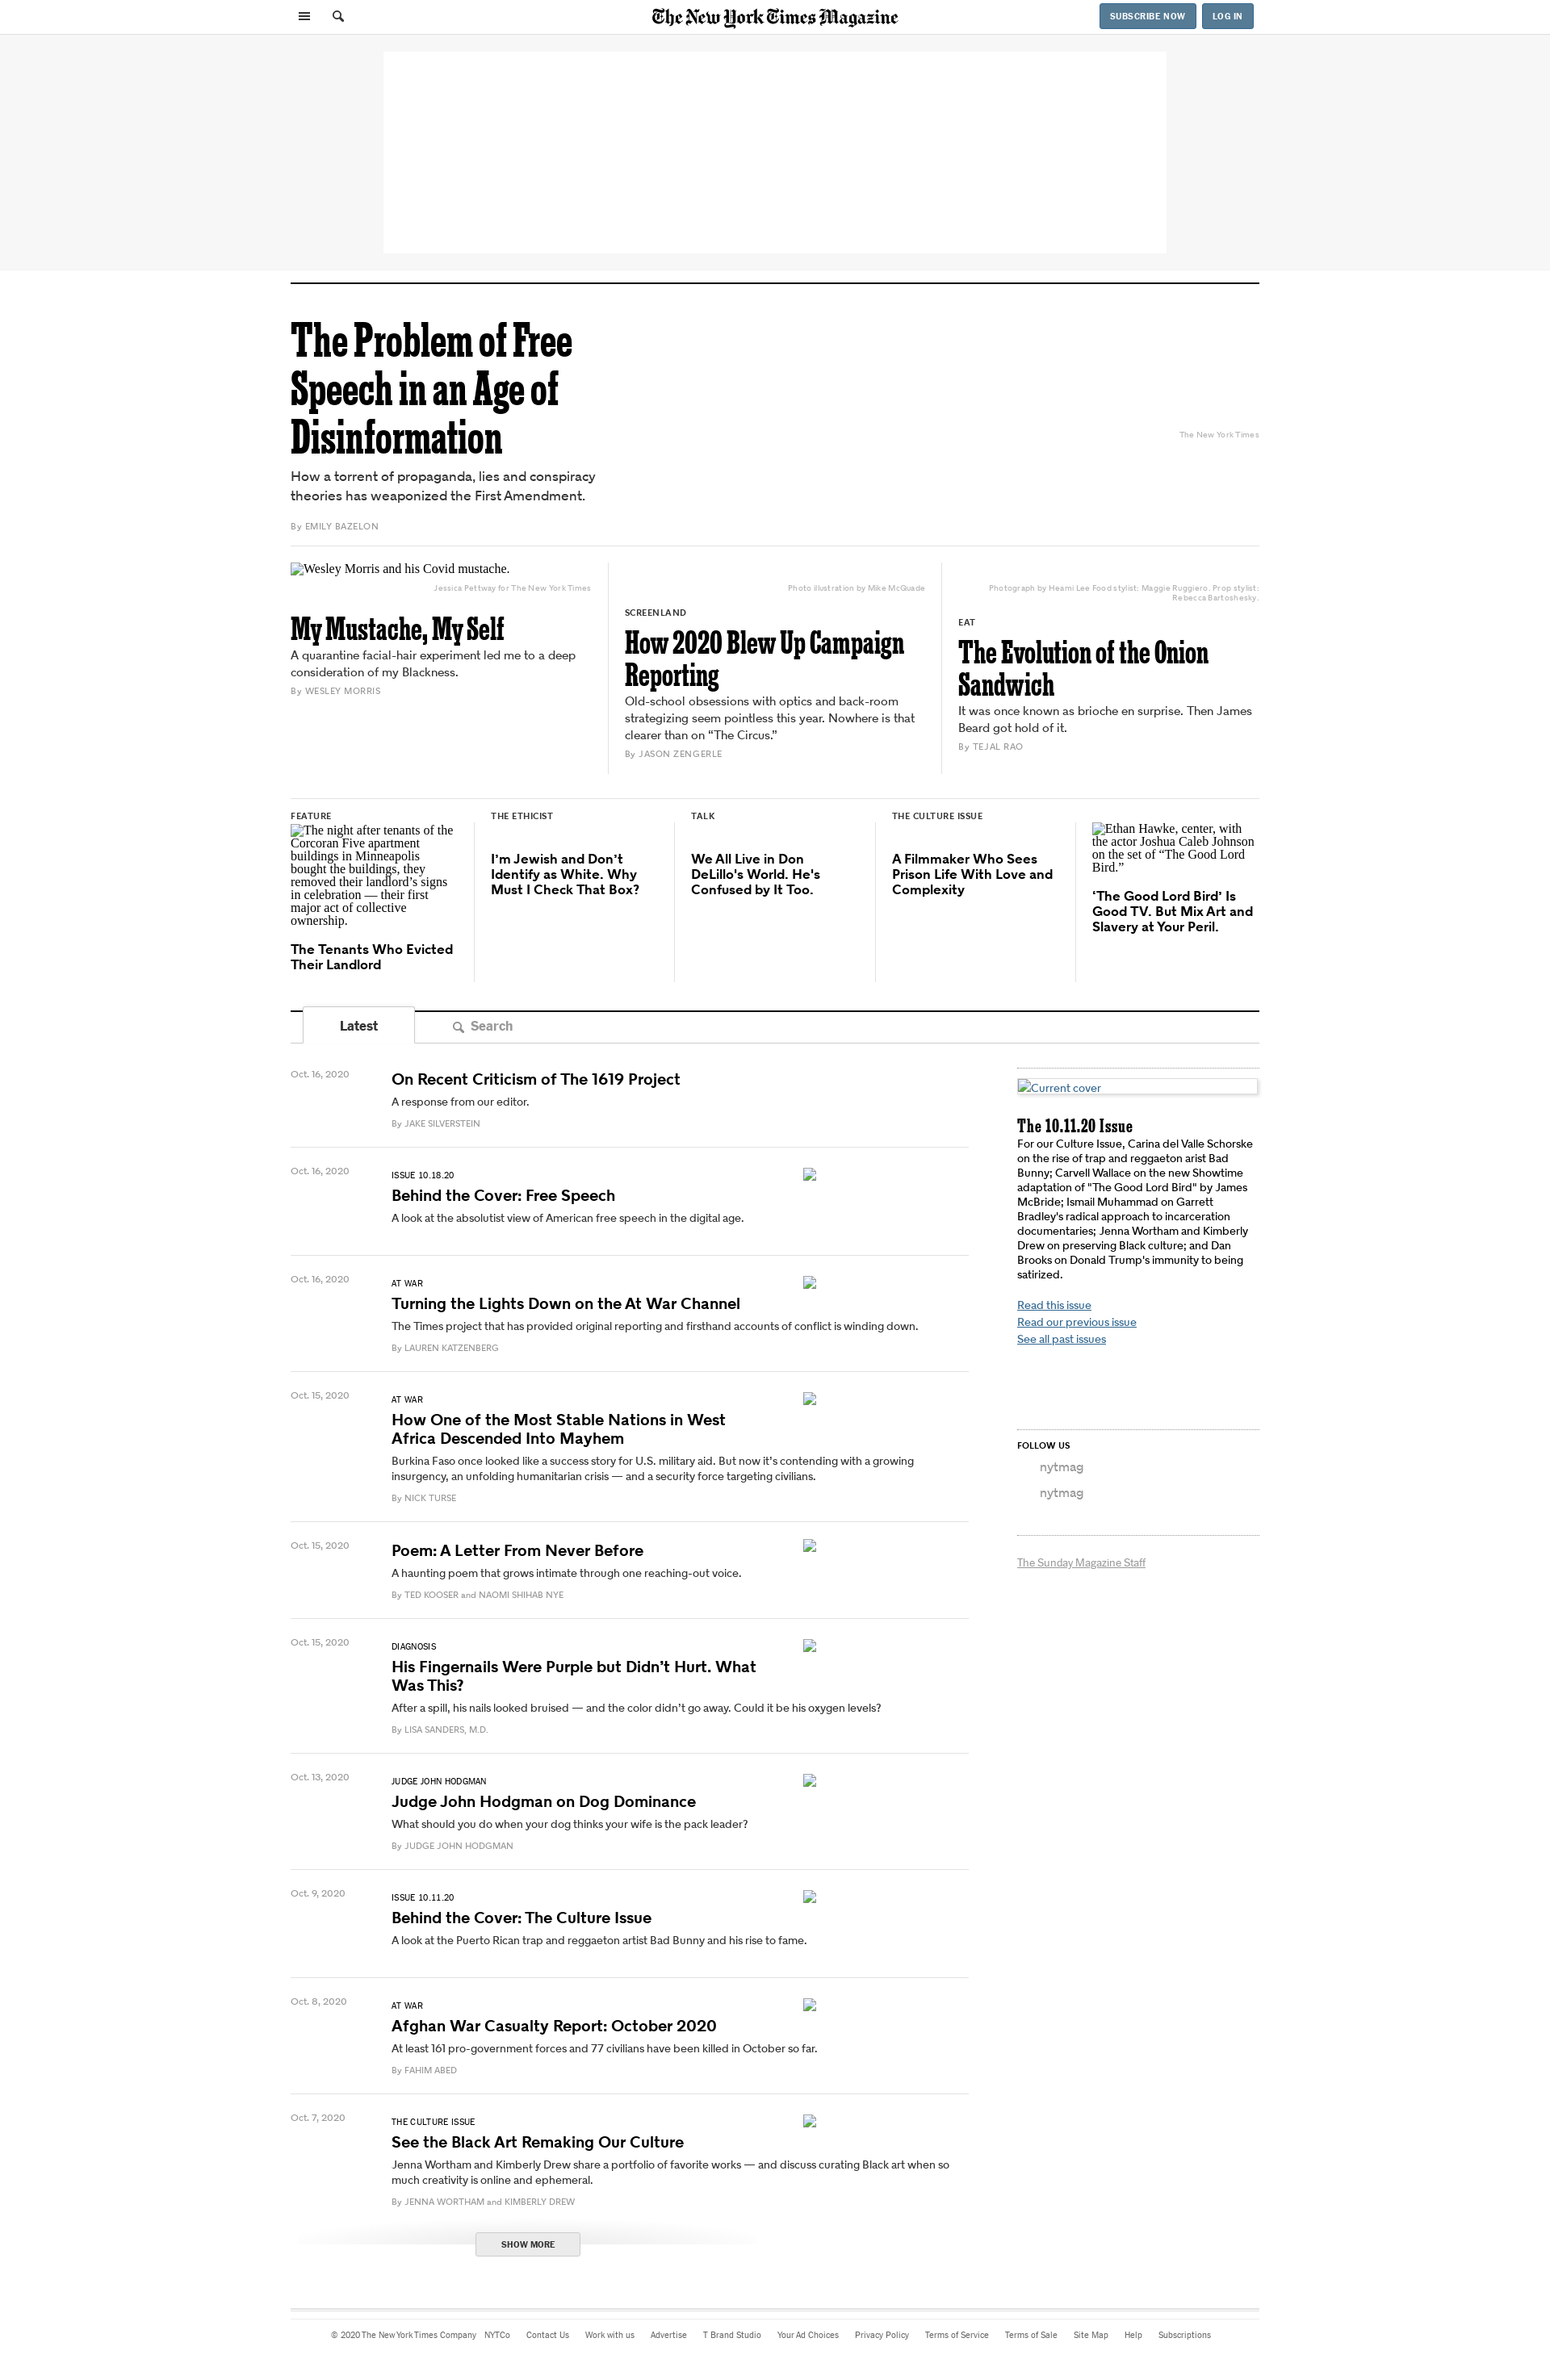 The New York Times Magazine
SUBSCRIBE NOW
LOG IN
The Problem of Free
Speech in an Age of
Disinformation
The New York Times
How a torrent of propaganda, lies and conspiracy
theories has weaponized the First Amendment.
By EMILY BAZELON
Wesley Morris and his Covid mustache.
Jessica Pettway for The New York Times
My Mustache, My Self
A quarantine facial-hair experiment led me to a deep
consideration of my Blackness.
By WESLEY MORRIS
Photo illustration by Mike McQuade
SCREENLAND
How 2020 Blew Up Campaign
Reporting
Old-school obsessions with optics and back-room
strategizing seem pointless this year. Nowhere is that
clearer than on “The Circus.”
By JASON ZENGERLE
Photograph by Heami Lee Food stylist: Maggie Ruggiero. Prop stylist:
Rebecca Bartoshesky.
EAT
The Evolution of the Onion
Sandwich
It was once known as brioche en surprise. Then James
Beard got hold of it.
By TEJAL RAO
FEATURE
The night after tenants of the
Corcoran Five apartment
buildings in Minneapolis
bought the buildings, they
removed their landlord’s signs
in celebration — their first
major act of collective
ownership.
The Tenants Who Evicted
Their Landlord
THE ETHICIST
I’m Jewish and Don’t
Identify as White. Why
Must I Check That Box?
TALK
We All Live in Don
DeLillo's World. He's
Confused by It Too.
THE CULTURE ISSUE
A Filmmaker Who Sees
Prison Life With Love and
Complexity
Ethan Hawke, center, with
the actor Joshua Caleb Johnson
on the set of “The Good Lord
Bird.”
‘The Good Lord Bird’ Is
Good TV. But Mix Art and
Slavery at Your Peril.
Latest
Search
Oct. 16, 2020
On Recent Criticism of The 1619 Project
A response from our editor.
By JAKE SILVERSTEIN
Oct. 16, 2020
ISSUE 10.18.20
Behind the Cover: Free Speech
A look at the absolutist view of American free speech in the digital age.
Oct. 16, 2020
AT WAR
Turning the Lights Down on the At War Channel
The Times project that has provided original reporting and firsthand accounts of conflict is winding down.
By LAUREN KATZENBERG
Oct. 15, 2020
AT WAR
How One of the Most Stable Nations in West
Africa Descended Into Mayhem
Burkina Faso once looked like a success story for U.S. military aid. But now it’s contending with a growing
insurgency, an unfolding humanitarian crisis — and a security force targeting civilians.
By NICK TURSE
Oct. 15, 2020
Poem: A Letter From Never Before
A haunting poem that grows intimate through one reaching-out voice.
By TED KOOSER and NAOMI SHIHAB NYE
Oct. 15, 2020
DIAGNOSIS
His Fingernails Were Purple but Didn’t Hurt. What
Was This?
After a spill, his nails looked bruised — and the color didn’t go away. Could it be his oxygen levels?
By LISA SANDERS, M.D.
Oct. 13, 2020
JUDGE JOHN HODGMAN
Judge John Hodgman on Dog Dominance
What should you do when your dog thinks your wife is the pack leader?
By JUDGE JOHN HODGMAN
Oct. 9, 2020
ISSUE 10.11.20
Behind the Cover: The Culture Issue
A look at the Puerto Rican trap and reggaeton artist Bad Bunny and his rise to fame.
Oct. 8, 2020
AT WAR
Afghan War Casualty Report: October 2020
At least 161 pro-government forces and 77 civilians have been killed in October so far.
By FAHIM ABED
Oct. 7, 2020
THE CULTURE ISSUE
See the Black Art Remaking Our Culture
Jenna Wortham and Kimberly Drew share a portfolio of favorite works — and discuss curating Black art when so
much creativity is online and ephemeral.
By JENNA WORTHAM and KIMBERLY DREW
SHOW MORE
Current cover
The 10.11.20 Issue
For our Culture Issue, Carina del Valle Schorske
on the rise of trap and reggaeton arist Bad
Bunny; Carvell Wallace on the new Showtime
adaptation of "The Good Lord Bird" by James
McBride; Ismail Muhammad on Garrett
Bradley's radical approach to incarceration
documentaries; Jenna Wortham and Kimberly
Drew on preserving Black culture; and Dan
Brooks on Donald Trump's immunity to being
satirized.
Read this issue
Read our previous issue
See all past issues
FOLLOW US
nytmag
nytmag
The Sunday Magazine Staff
© 2020 The New York Times Company NYTCo Contact Us Work with us Advertise T Brand Studio Your Ad Choices Privacy Policy Terms of Service Terms of Sale Site Map Help Subscriptions